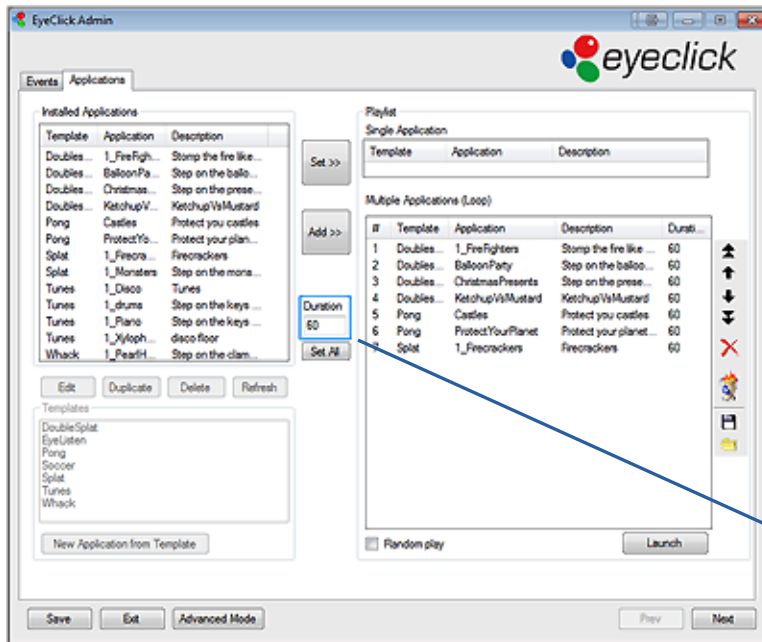 EyeClick Admin
eyeclick
Events Applications
Installed Applications
Template Application Description
Doubles... 1_FireFigh... Stomp the fire like...
Doubles... BalloonPa... Step on the ballo...
Doubles... Christmas... Step on the prese...
Doubles... KetchupV... KetchupVsMustard
Pong Castles Protect you castles
Pong ProtectYo... Protect your plan...
Splat 1_Firecra... Firecrackers
Splat 1_Monsters Step on the mons...
Tunes 1_Disco Tunes
Tunes 1_drums Step on the keys ...
Tunes 1_Piano Step on the keys ...
Tunes 1_Xyloph... disco floor
Whack 1_PearlH... Step on the clam...
Edit Duplicate Delete Refresh
Templates
DoubleSplat
EyeListen
Pong
Soccer
Splat
Tunes
Whack
New Application from Template
Set >>
Add >>
Duration
60
Set All
Playlist
Single Application
Template Application Description
Multiple Applications (Loop)
# Template Application Description Durati...
1 Doubles... 1_FireFighters Stomp the fire like ... 60
2 Doubles... BalloonParty Step on the balloo... 60
3 Doubles... ChristmasPresents Step on the prese... 60
4 Doubles... KetchupVsMustard KetchupVsMustard 60
5 Pong Castles Protect you castles 60
6 Pong ProtectYourPlanet Protect your planet... 60
Splat 1_Firecrackers Firecrackers 60
Random play Launch
Save Exit Advanced Mode Prev Next